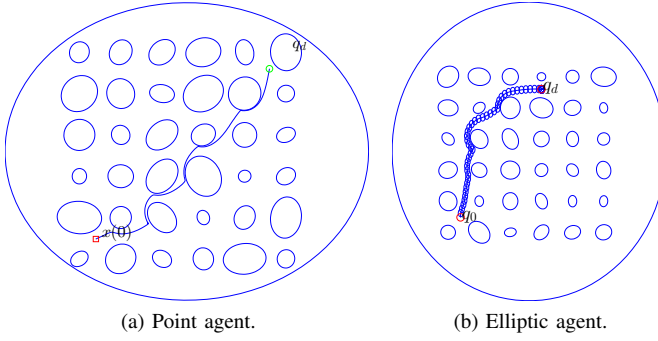 q_d
x(0)
q_d
q_0
(a) Point agent.
(b) Elliptic agent.